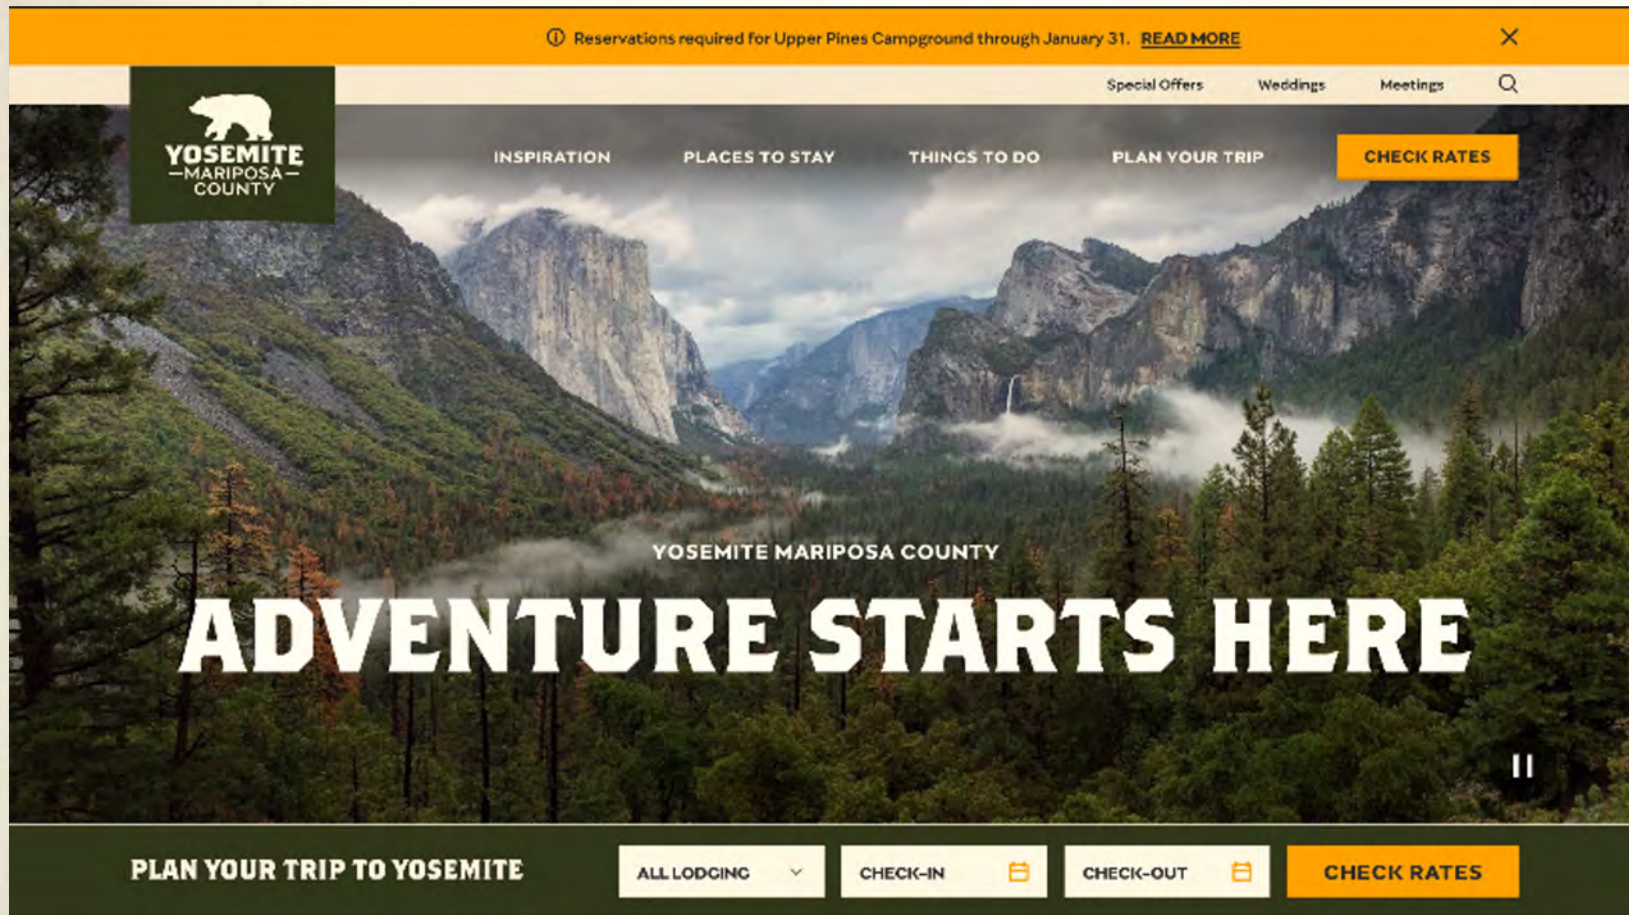 Reservations required for Upper Pines Campground through January 31. READ MORE
Special Offers Weddings Meetings
YOSEMITE
MARIPOSA
COUNTY
INSPIRATION PLACES TO STAY THINGS TO DO PLAN YOUR TRIP CHECK RATES
YOSEMITE MARIPOSA COUNTY
ADVENTURE STARTS HERE
PLAN YOUR TRIP TO YOSEMITE ALL LODGING CHECK-IN CHECK-OUT CHECK RATES